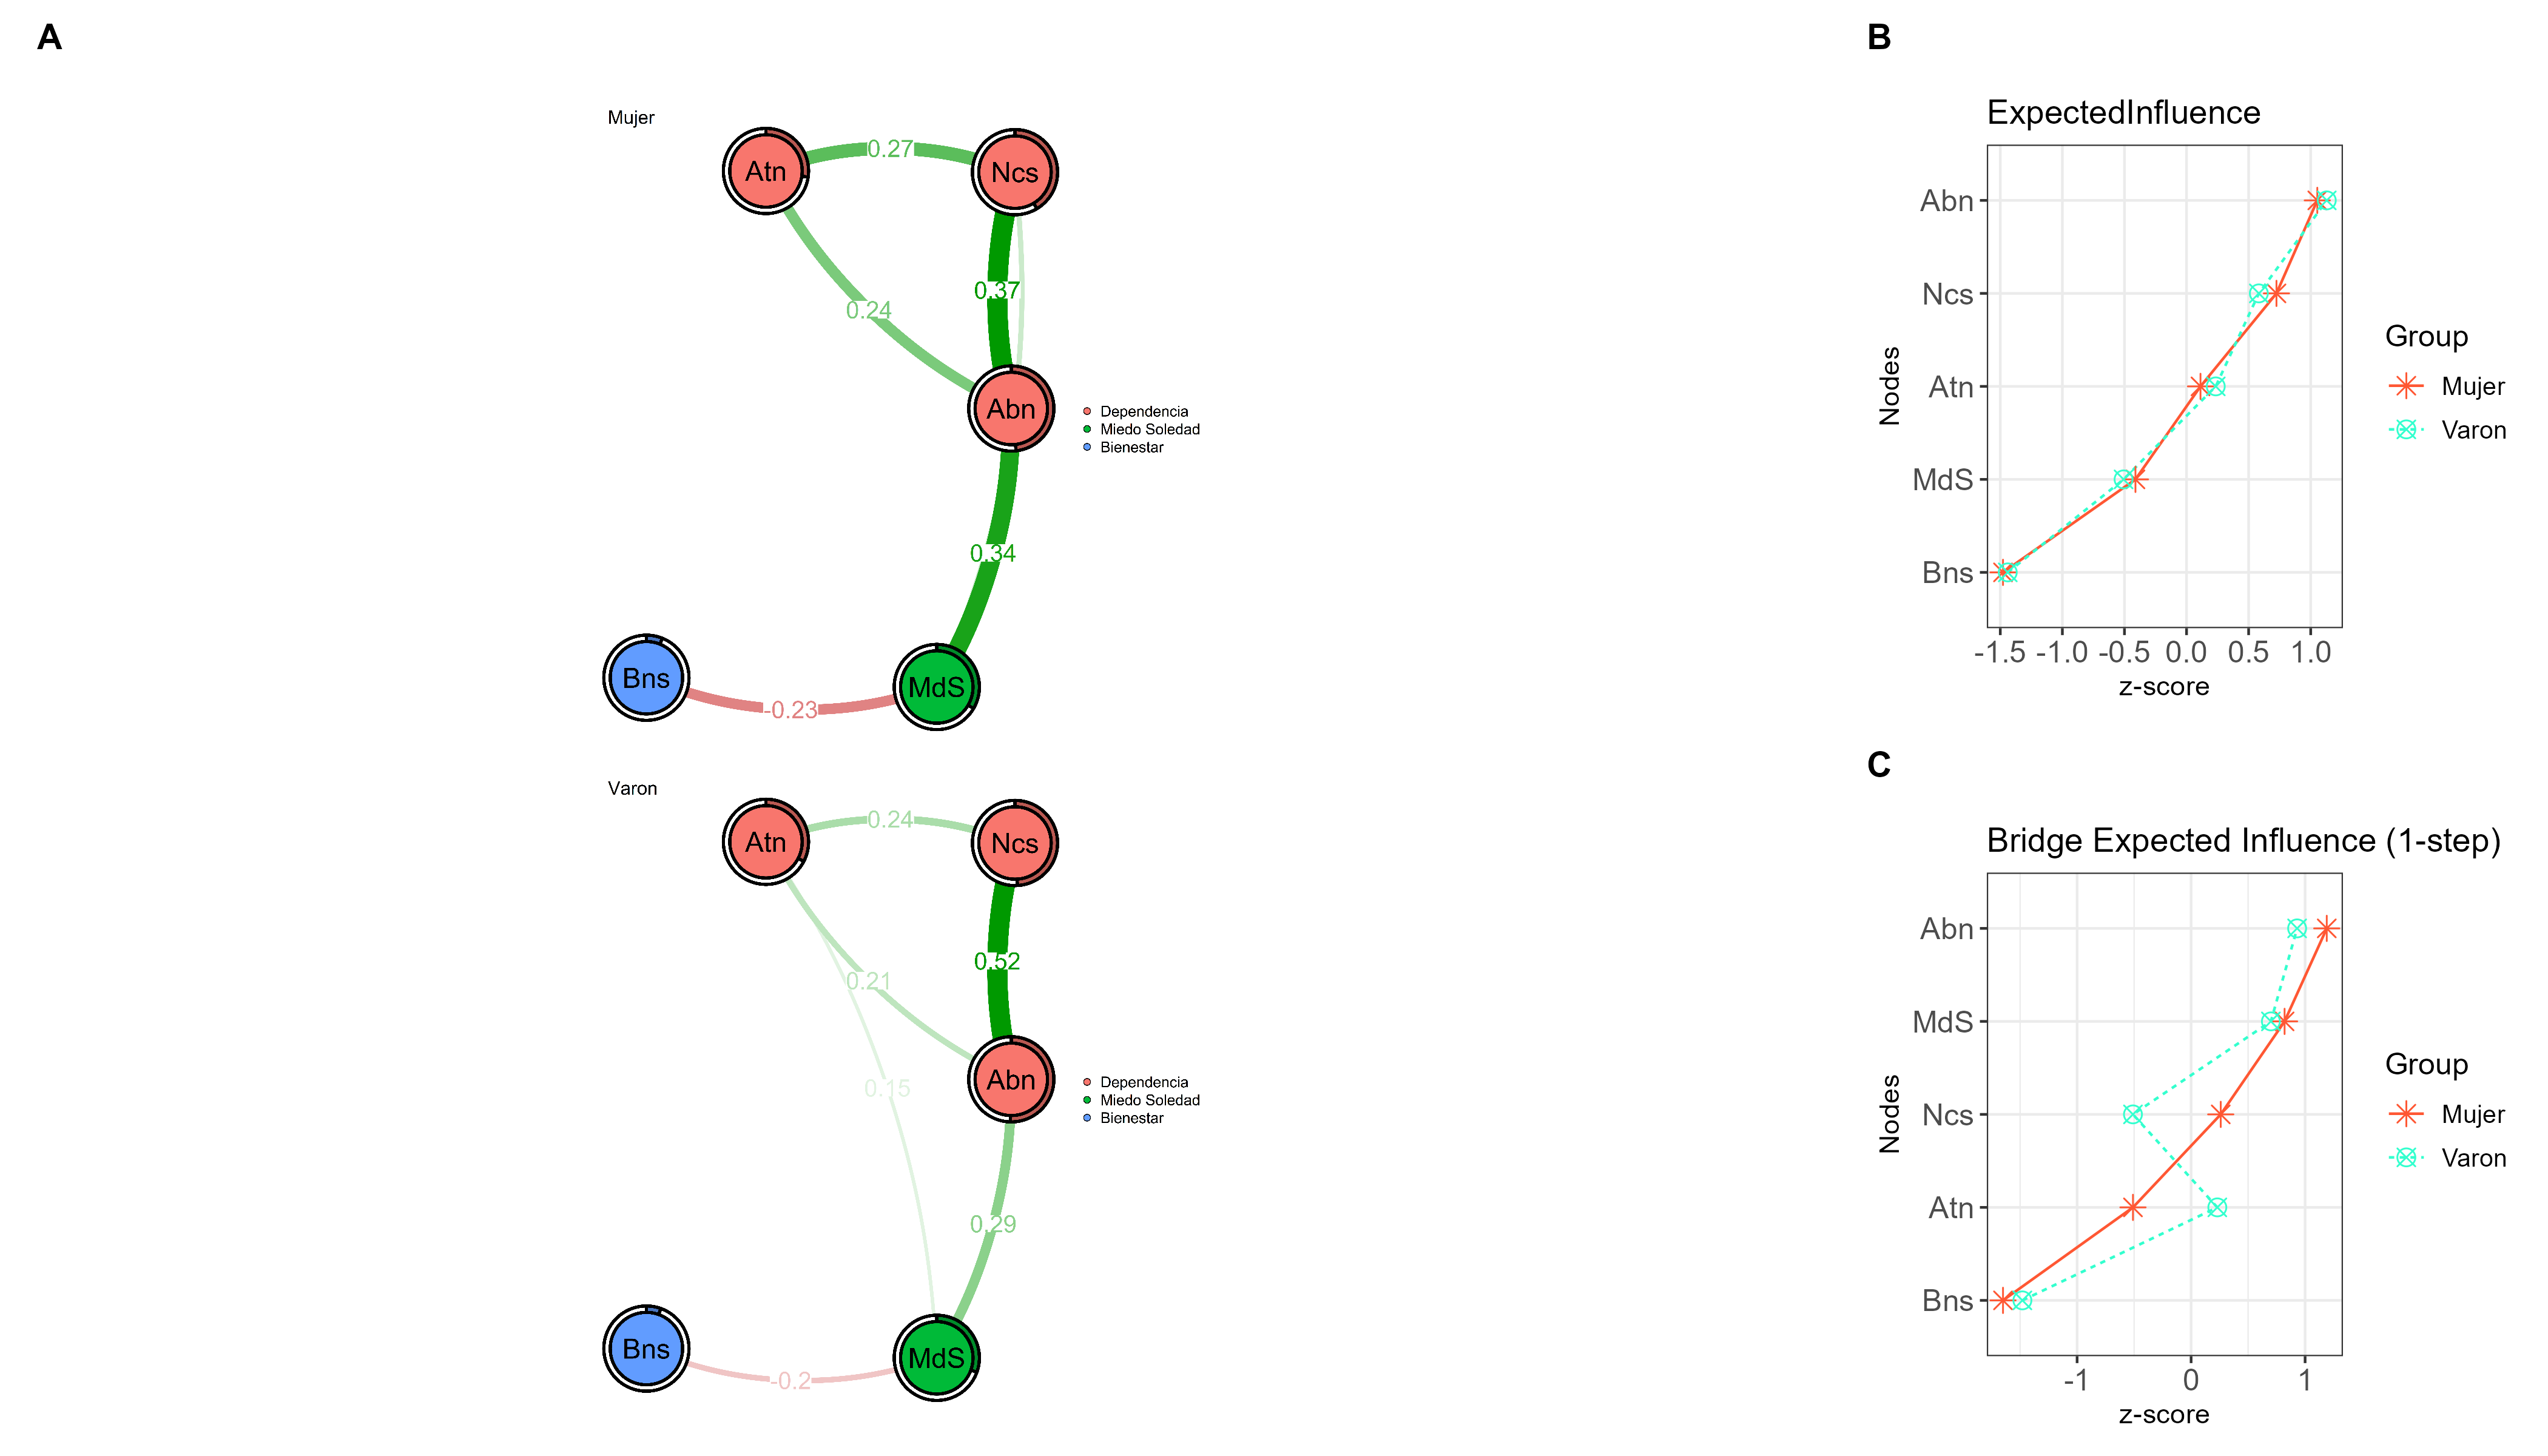 A
Mujer
Atn
0.27
Ncs
0.24
0.37
Abn
Dependencia
Miedo Soledad
Bienestar
0.34
Bns
-0.23
MdS
Varon
Atn
0.24
Ncs
0.21
0.52
0.15
Abn
Dependencia
Miedo Soledad
Bienestar
0.29
Bns
-0.2
MdS
B
ExpectedInfluence
Nodes
Abn
Ncs
Atn
MdS
Bns
-1.5 -1.0 -0.5 0.0 0.5 1.0
z-score
Group
Mujer
Varon
C
Bridge Expected Influence (1-step)
Nodes
Abn
MdS
Ncs
Atn
Bns
-1 0 1
z-score
Group
Mujer
Varon